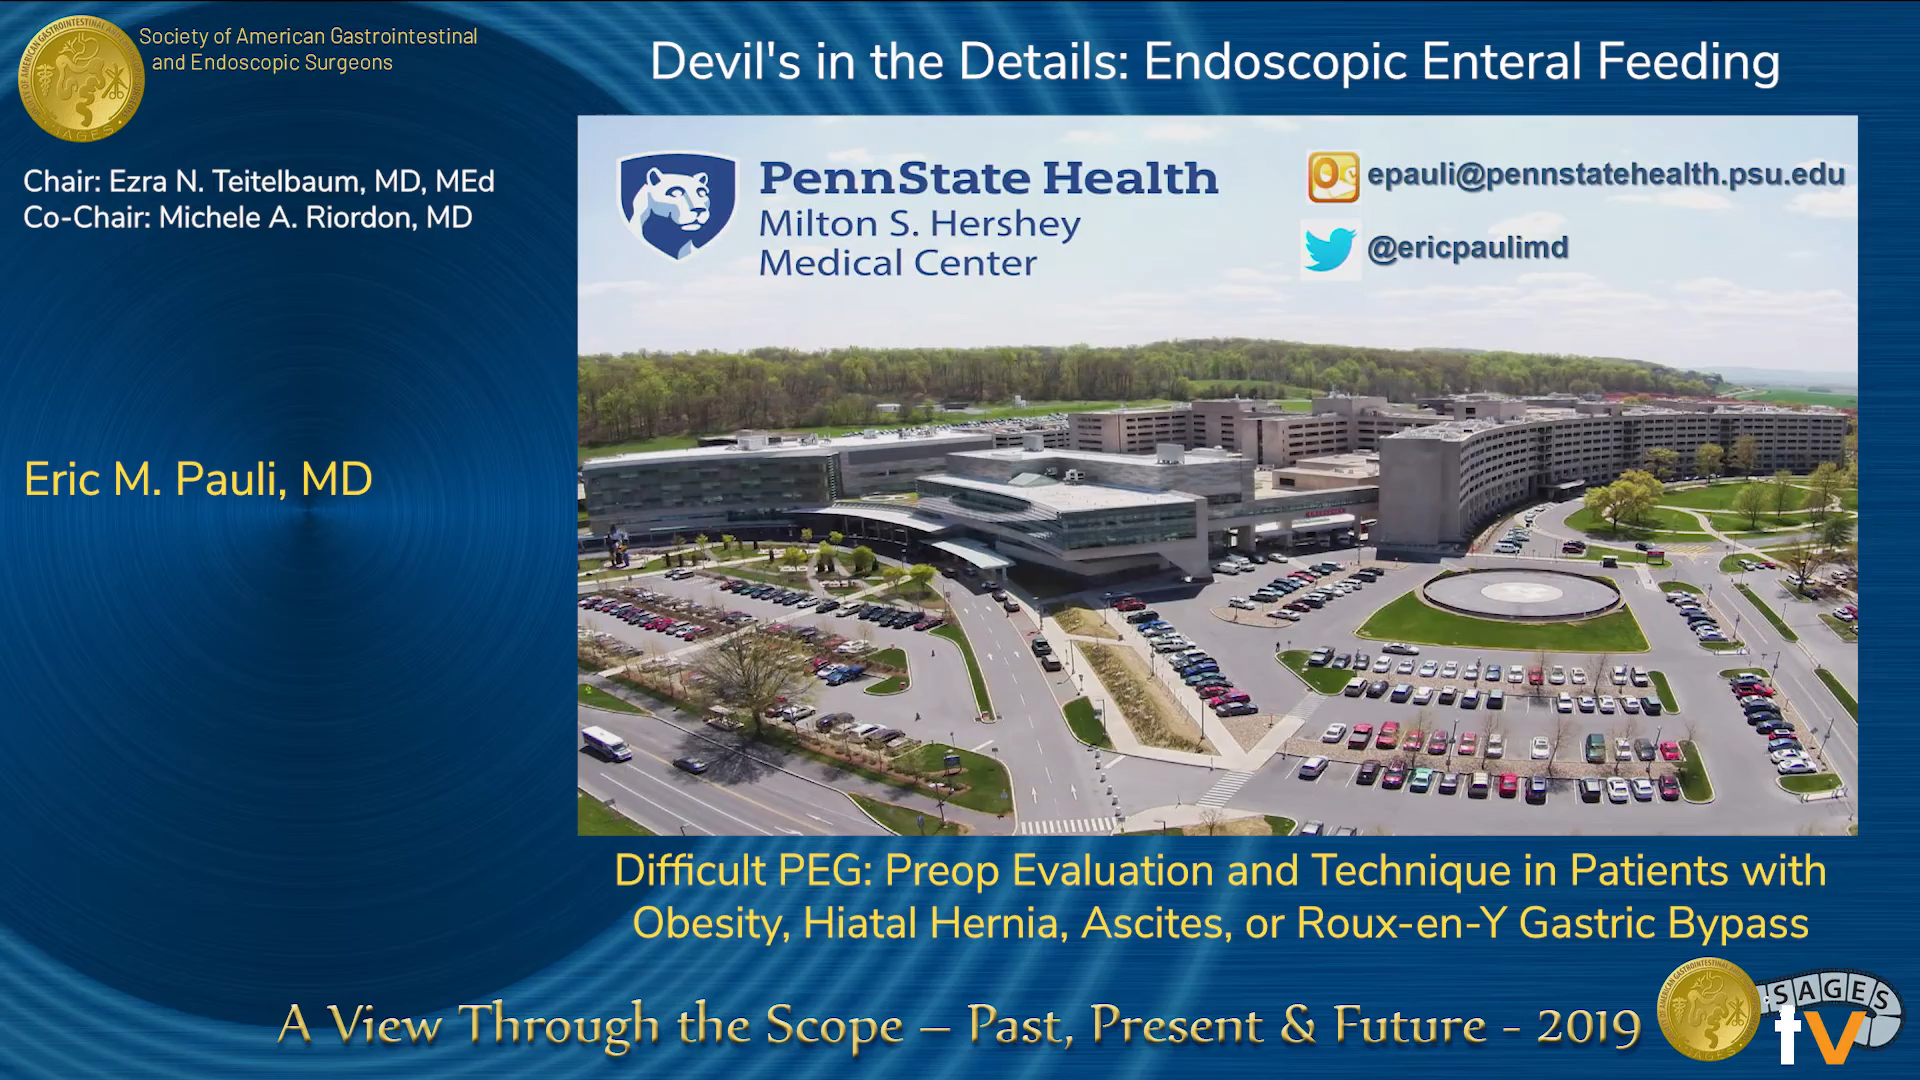 Society of American Gastrointestinal
and Endoscopic Surgeons
Devil's in the Details: Endoscopic Enteral Feeding
Chair: Ezra N. Teitelbaum, MD, MEd
Co-Chair: Michele A. Riordon, MD
PennState Health
Milton S. Hershey
Medical Center
epauli@pennstatehealth.psu.edu
@ericpaulimd
Eric M. Pauli, MD
Difficult PEG: Preop Evaluation and Technique in Patients with
Obesity, Hiatal Hernia, Ascites, or Roux-en-Y Gastric Bypass
A View Through the Scope – Past, Present & Future - 2019
SAGES
tv